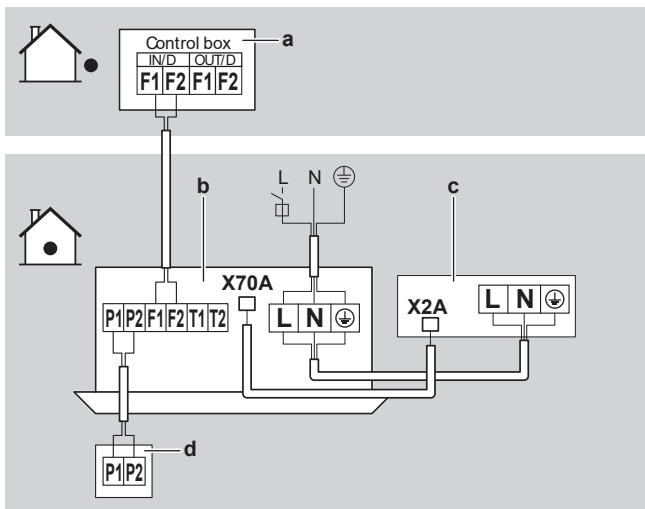 Control box
a
IN/D OUT/D
F1 F2 F1 F2
b
L N
c
X70A
P1 P2 F1 F2 T1 T2
L N
X2A
L N
d
P1 P2